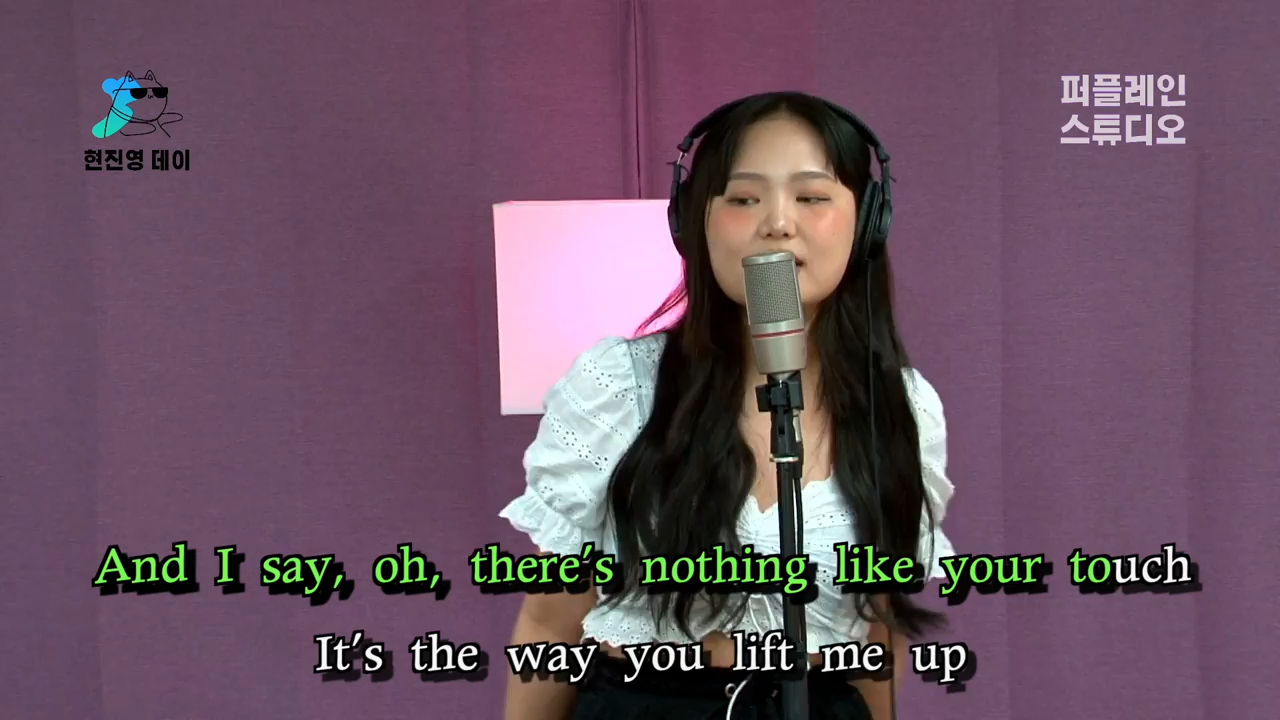 현진영 데이
퍼플레인
스튜디오
And I say, oh, there's nothing like your touch
It's the way you lift me up